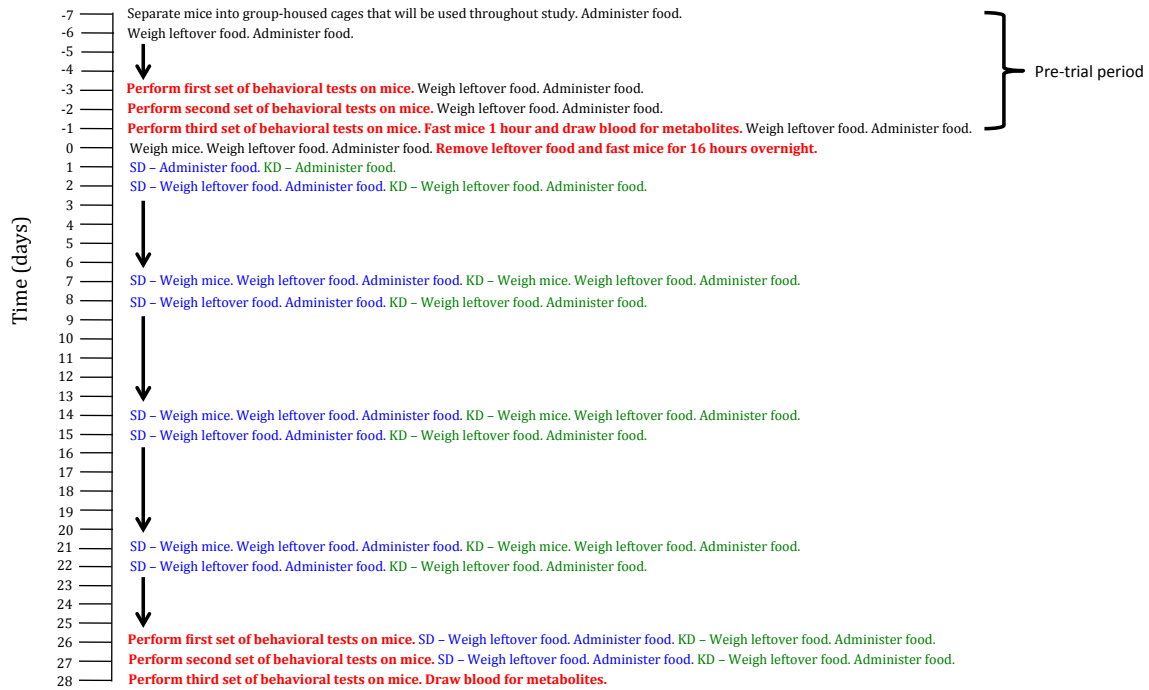 -7 Separate mice into group-housed cages that will be used throughout study. Administer food.
-6 Weigh leftover food. Administer food.
-5
-4
Pre-trial period
-3 Perform first set of behavioral tests on mice. Weigh leftover food. Administer food.
-2 Perform second set of behavioral tests on mice. Weigh leftover food. Administer food.
-1 Perform third set of behavioral tests on mice. Fast mice 1 hour and draw blood for metabolites. Weigh leftover food. Administer food.
0 Weigh mice. Weigh leftover food. Administer food. Remove leftover food and fast mice for 16 hours overnight.
1 SD – Administer food. KD – Administer food.
2 SD – Weigh leftover food. Administer food. KD – Weigh leftover food. Administer food.
3
4
5
6
7 SD – Weigh mice. Weigh leftover food. Administer food. KD – Weigh mice. Weigh leftover food. Administer food.
8 SD – Weigh leftover food. Administer food. KD – Weigh leftover food. Administer food.
Time (days)
9
10
11
12
13
14 SD – Weigh mice. Weigh leftover food. Administer food. KD – Weigh mice. Weigh leftover food. Administer food.
15 SD – Weigh leftover food. Administer food. KD – Weigh leftover food. Administer food.
16
17
18
19
20
21 SD – Weigh mice. Weigh leftover food. Administer food. KD – Weigh mice. Weigh leftover food. Administer food.
22 SD – Weigh leftover food. Administer food. KD – Weigh leftover food. Administer food.
23
24
25
26 Perform first set of behavioral tests on mice. SD – Weigh leftover food. Administer food. KD – Weigh leftover food. Administer food.
27 Perform second set of behavioral tests on mice. SD – Weigh leftover food. Administer food. KD – Weigh leftover food. Administer food.
28 Perform third set of behavioral tests on mice. Draw blood for metabolites.